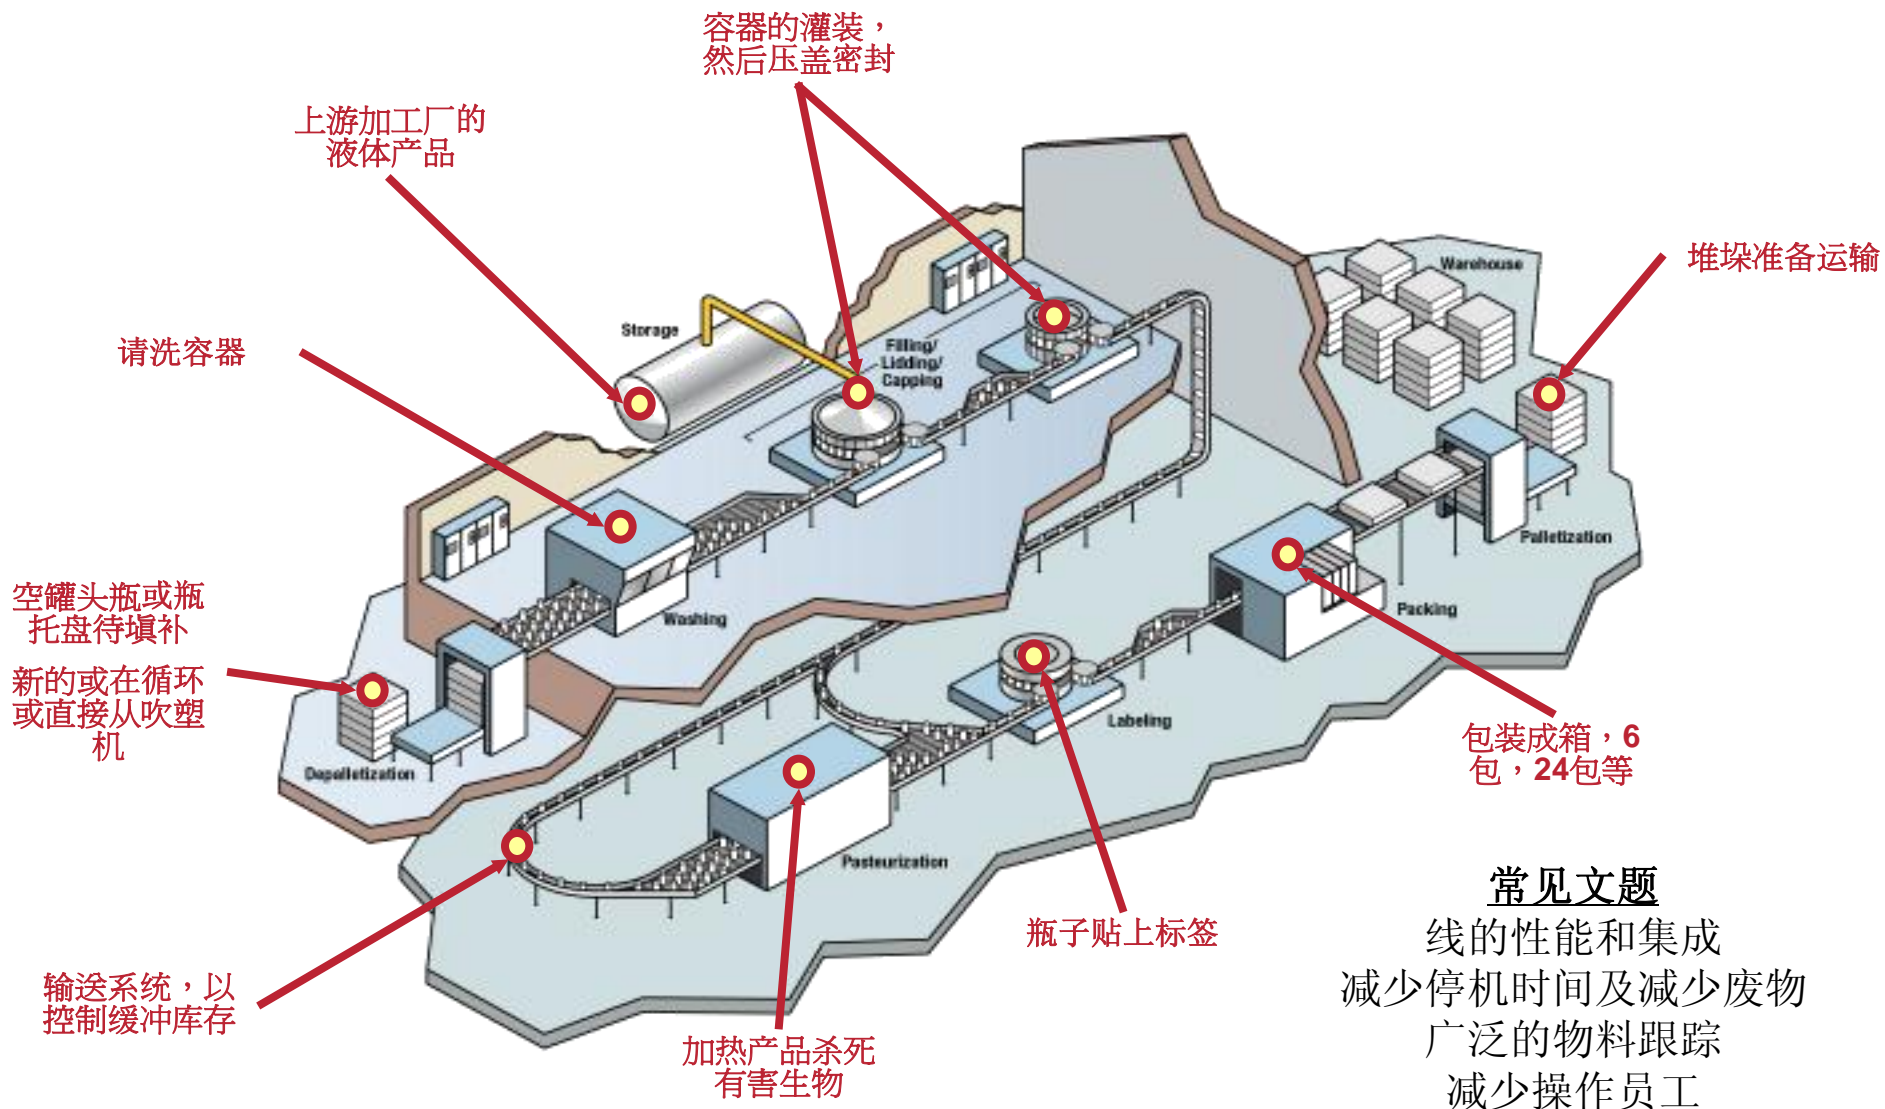 容器的灌装，
然后压盖密封
上游加工厂的
液体产品
堆垛准备运输
Warehouse
请洗容器
Storage
Filling/
Lidding/
Capping
Palletization
空罐头瓶或瓶
托盘待填补
新的或在循环
或直接从吹塑
机
Washing
Packing
Labeling
包装成箱，6
包，24包等
Depalletization
Pasteurization
常见文题
线的性能和集成
减少停机时间及减少废物
广泛的物料跟踪
减少操作员工
瓶子贴上标签
输送系统，以
控制缓冲库存
加热产品杀死
有害生物